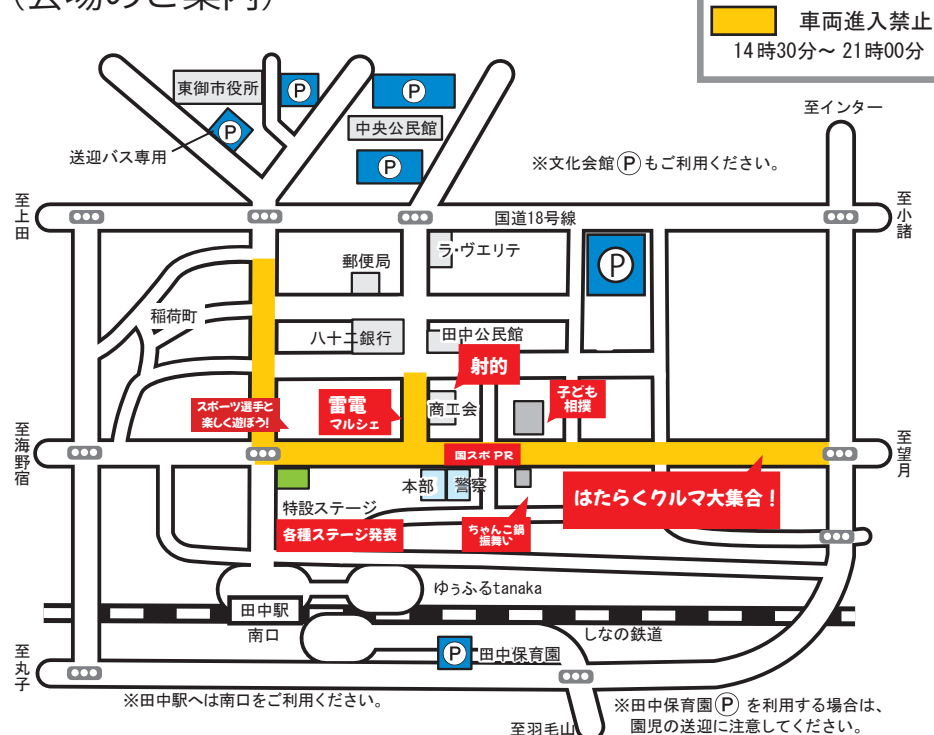 （会場のご案内）
車両進入禁止
14時30分～21時00分
東御市役所
P
P
P
中央公民館
P
送迎バス専用
至インター
※文化会館Pもご利用ください。
至上田
国道18号線
至小諸
郵便局
ラ・ヴェリテ
P
稲荷町
八十二銀行
田中公民館
射的
スポーツ選手と
楽しく遊ぼう！
雷電
マルシェ
商工会
子ども
相撲
至海野宿
国スポPR
至望月
特設ステージ
本部
警察
はたらくクルマ大集合！
各種ステージ発表
ちゃんこ鍋
振舞い
ゆぅふるtanaka
田中駅
南口
しなの鉄道
至丸子
P
田中保育園
※田中駅へは南口をご利用ください。
※田中保育園P を利用する場合は、
園児の送迎に注意してください。
至羽毛山